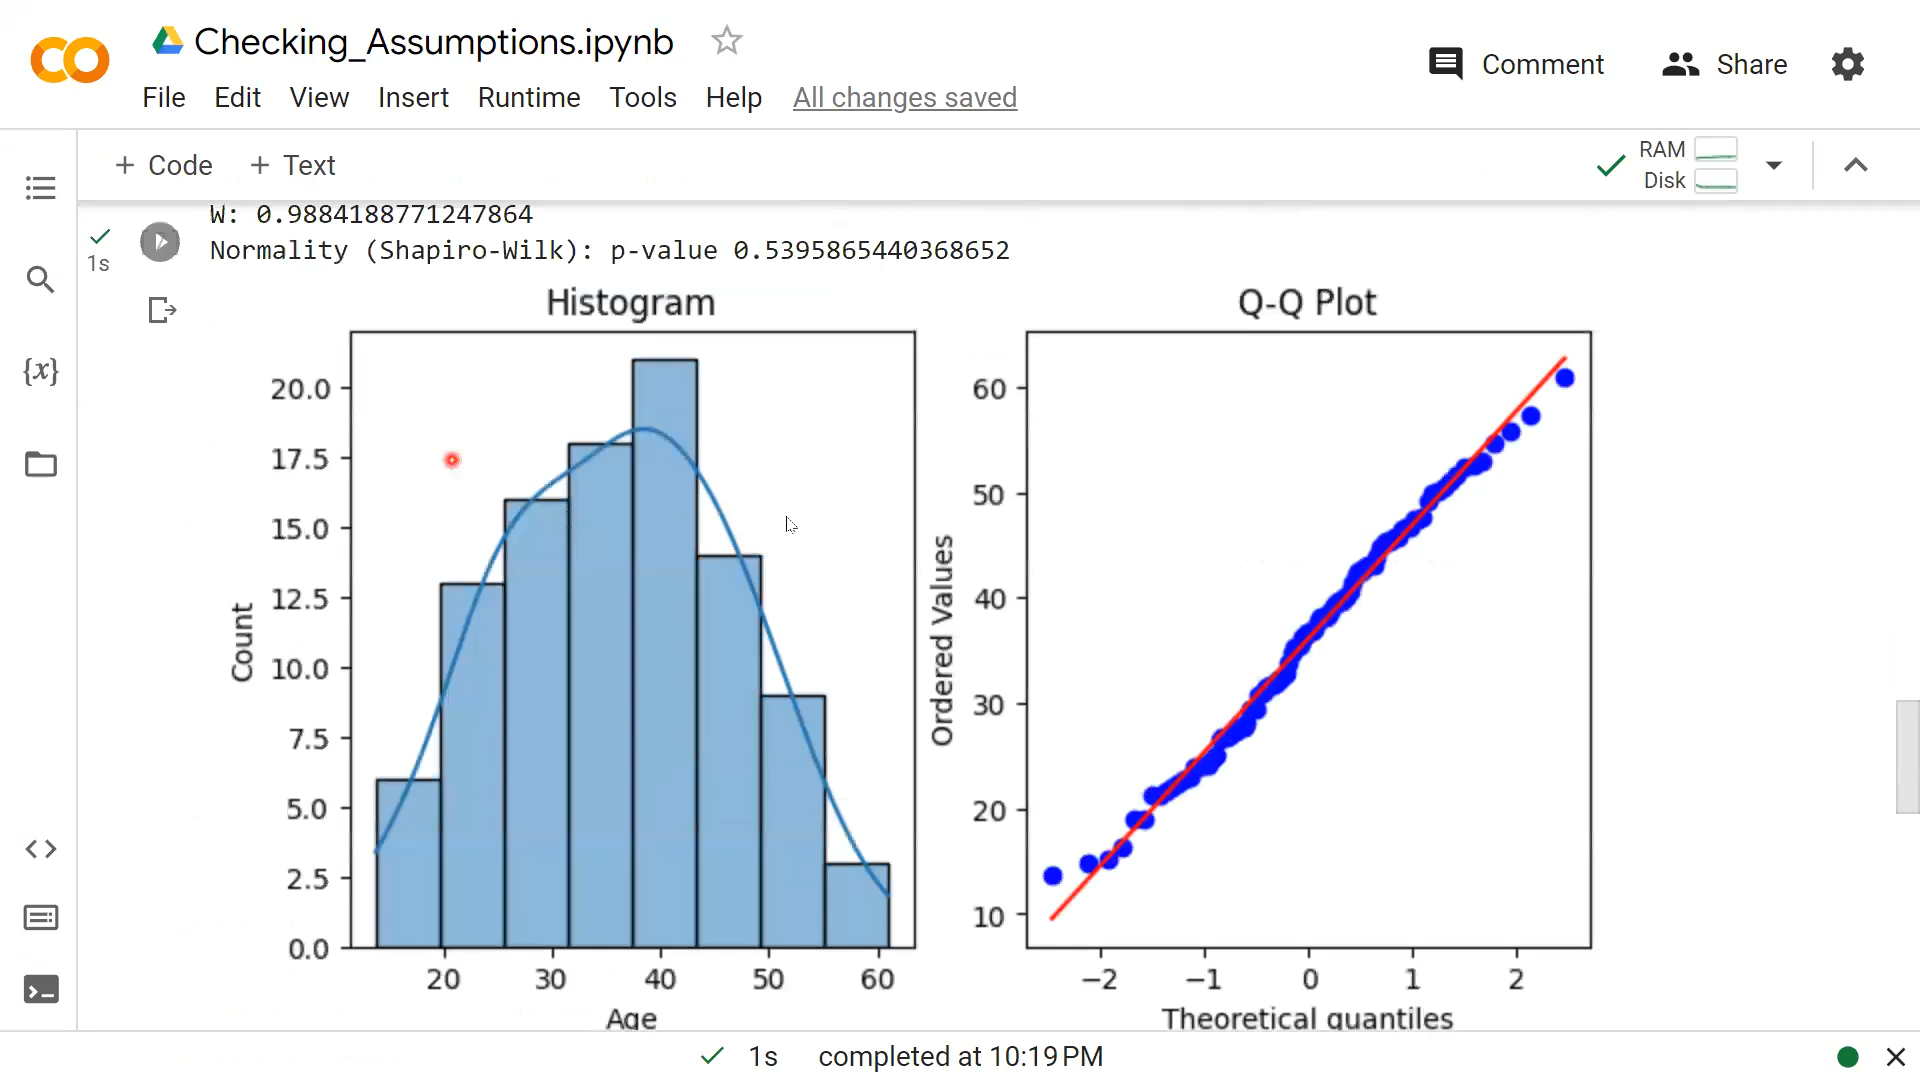 Checking_Assumptions.ipynb
File Edit View Insert Runtime Tools Help All changes saved
Comment Share
+ Code + Text
RAM
Disk
1s
W: 0.9884188771247864
Normality (Shapiro-Wilk): p-value 0.5395865440368652
{x}
Histogram
Count
20.0
17.5
15.0
12.5
10.0
7.5
5.0
2.5
0.0
20 30 40 50 60
Age
Q-Q Plot
Ordered Values
60
50
40
30
20
10
−2 −1 0 1 2
Theoretical quantiles
1s completed at 10:19 PM